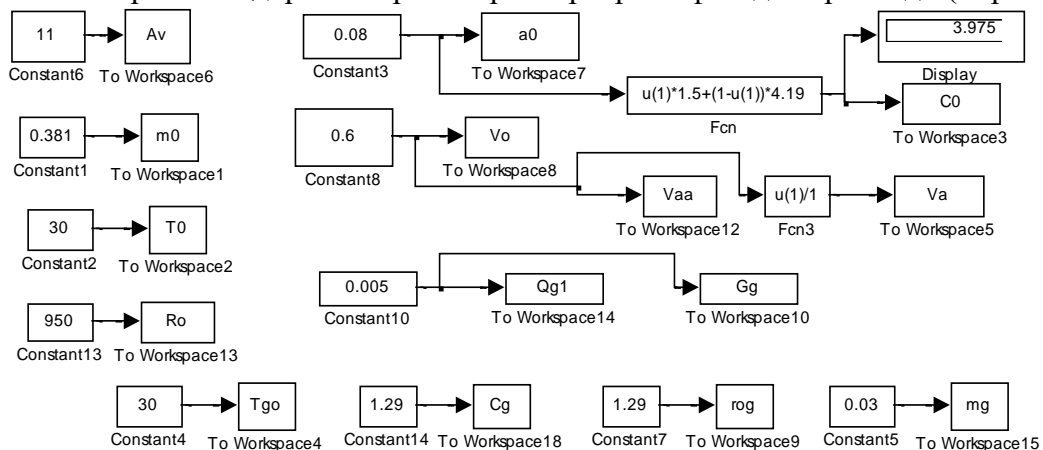 11
Av
Constant6
To Workspace6
0.08
a0
Constant3
To Workspace7
3.975
Display
u(1)*1.5+(1-u(1))*4.19
Fcn
C0
To Workspace3
0.381
m0
Constant1
To Workspace1
0.6
Vo
Constant8
To Workspace8
Vaa
To Workspace12
u(1)/1
Fcn3
Va
To Workspace5
30
T0
Constant2
To Workspace2
0.005
Qg1
Gg
Constant10
To Workspace14
To Workspace10
950
Ro
Constant13
To Workspace13
30
Tgo
Constant4
To Workspace4
1.29
Cg
Constant14
To Workspace18
1.29
rog
Constant7
To Workspace9
0.03
mg
Constant5
To Workspace15